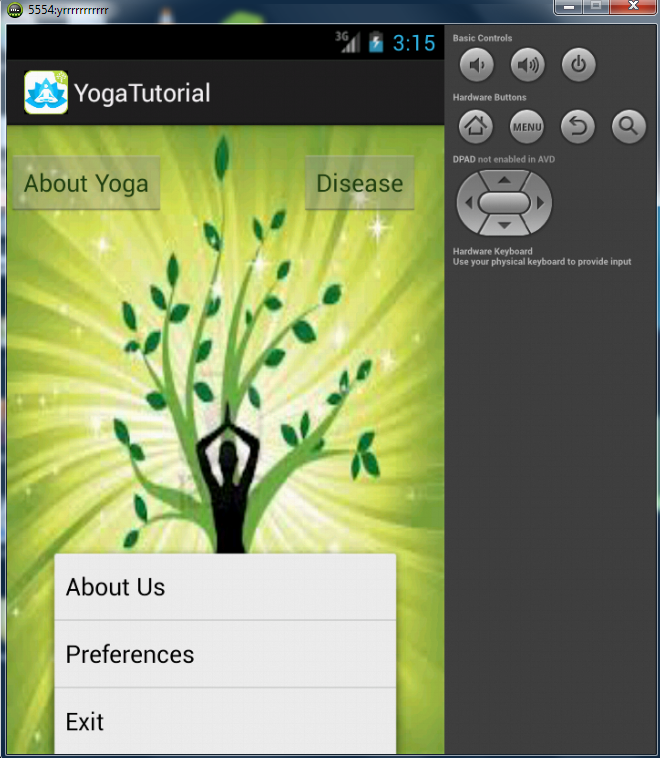 5554:yrrrrrrrrrrr
3G
3:15
YogaTutorial
About Yoga
Disease
About Us
Preferences
Exit
Basic Controls
Hardware Buttons
MENU
DPAD not enabled in AVD
Hardware Keyboard
Use your physical keyboard to provide input